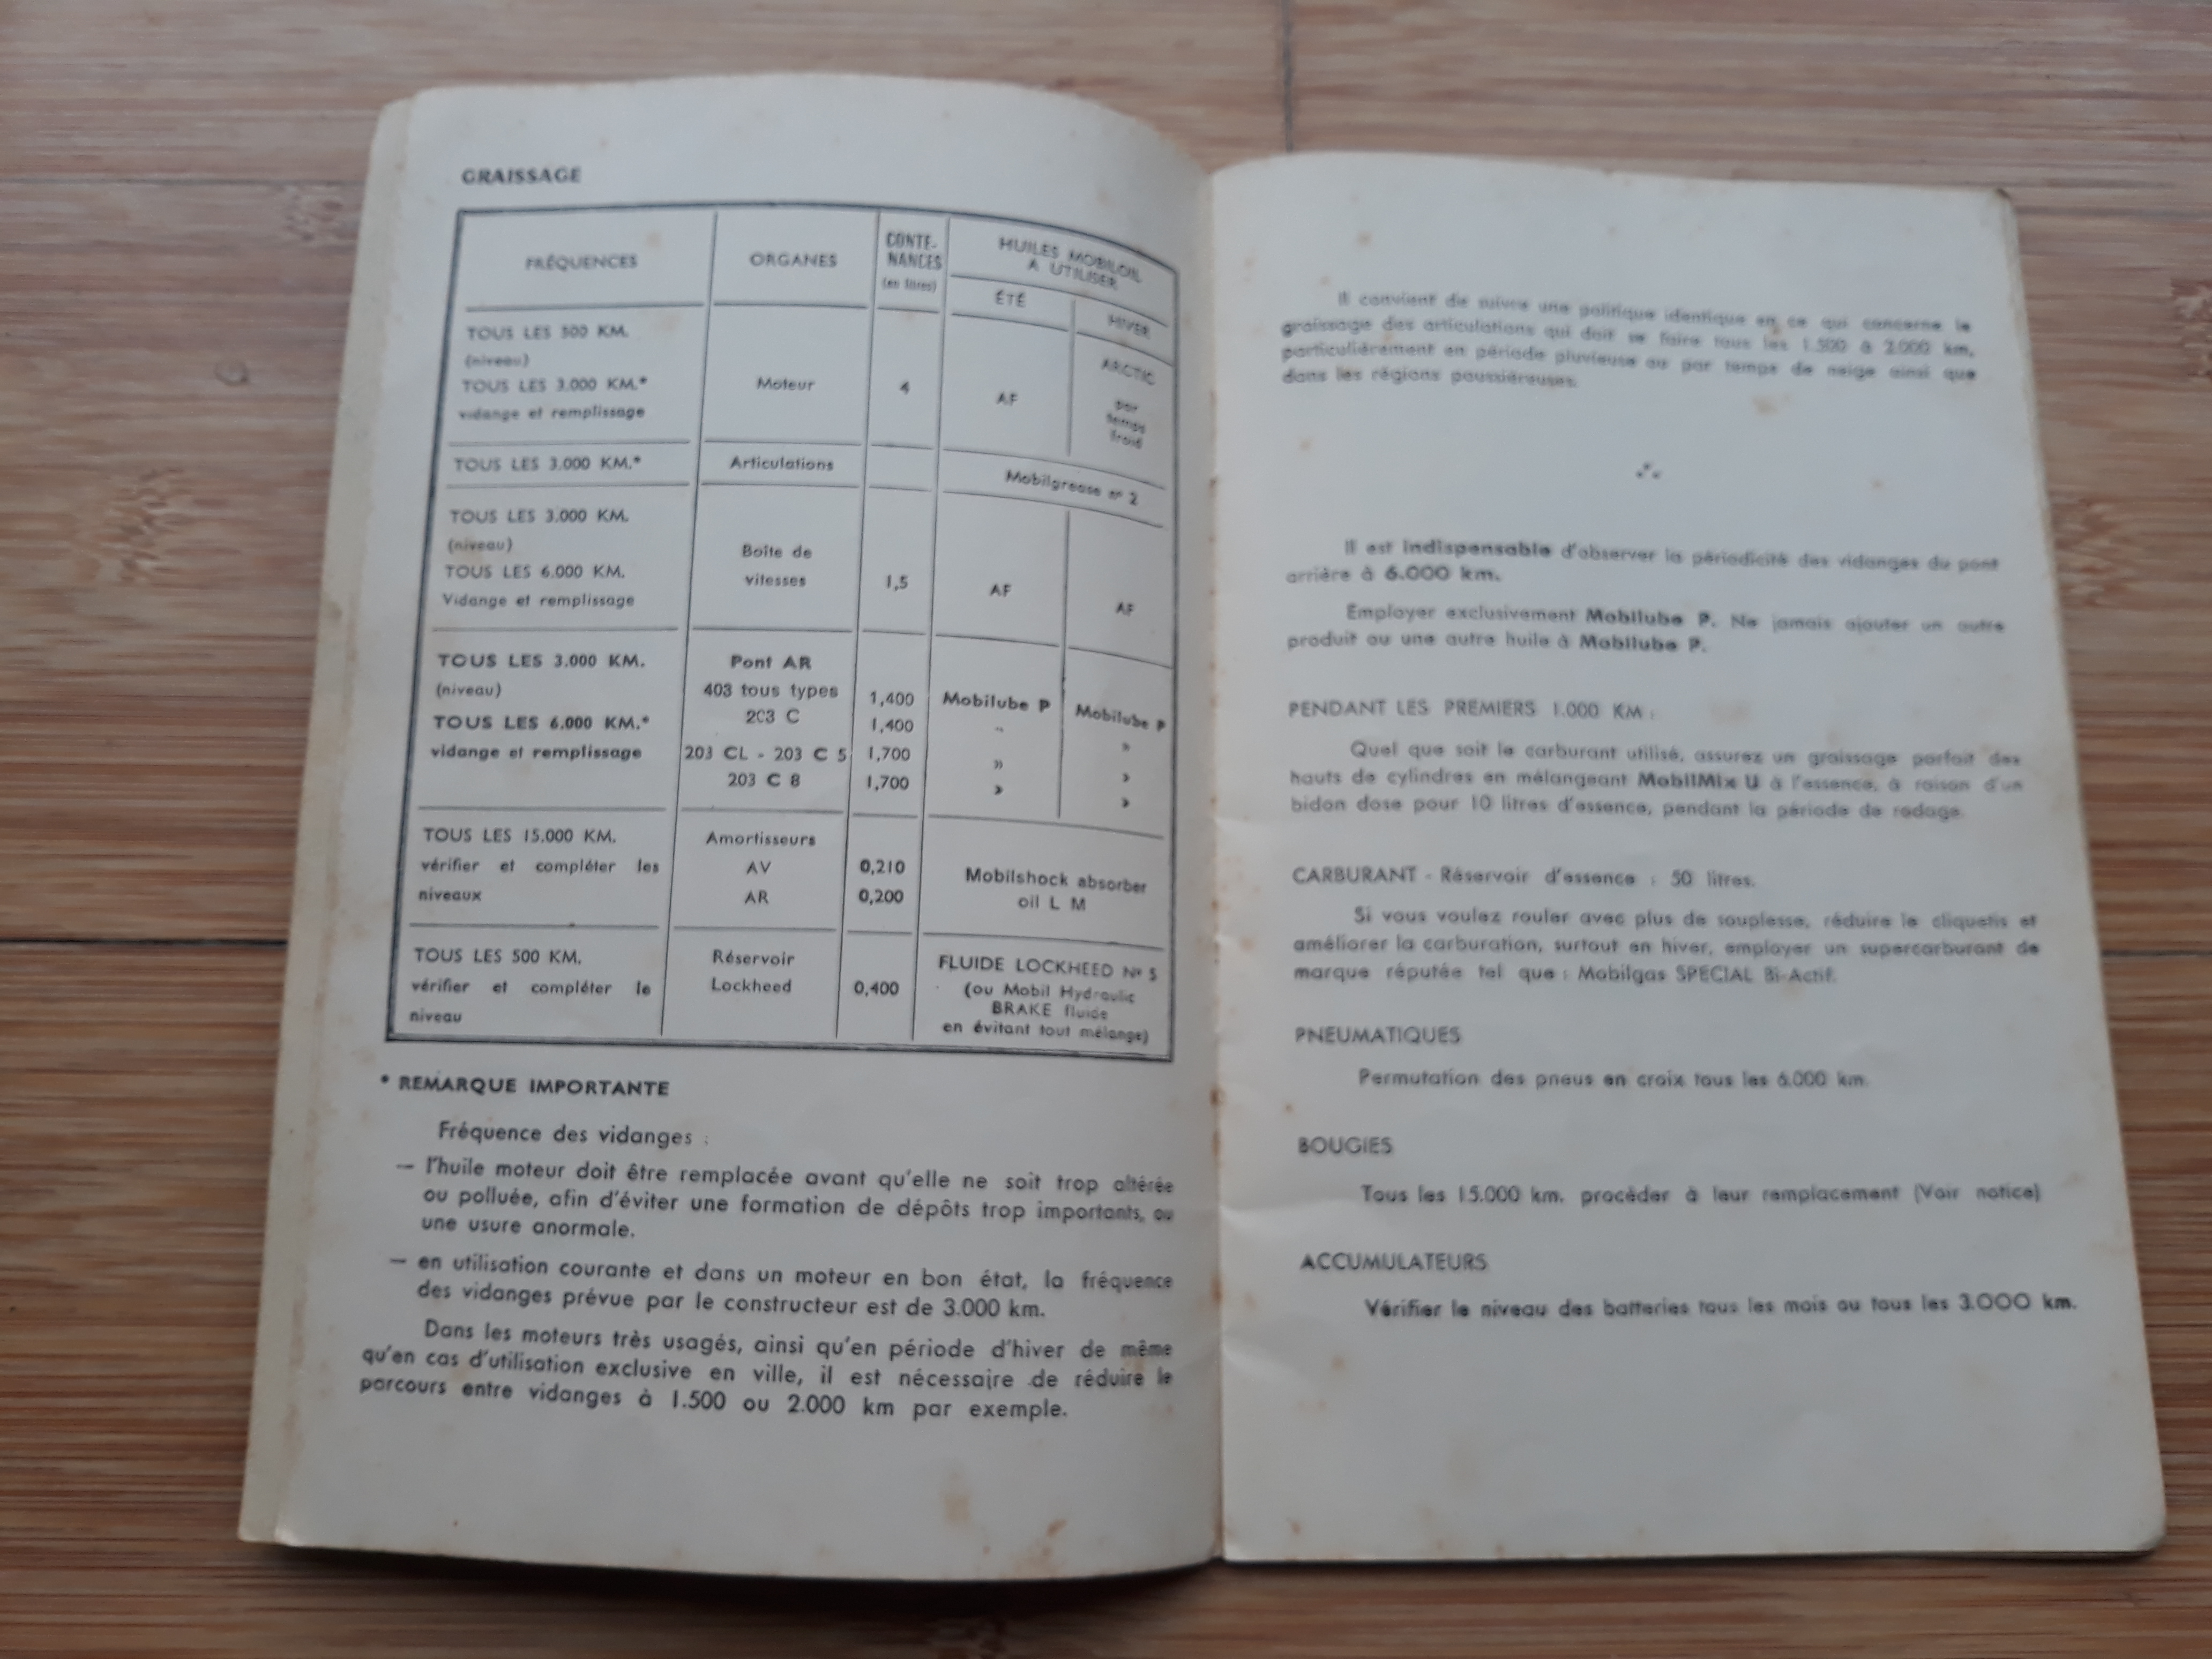 GRAISSAGE
FRÉQUENCES
ORGANES
CONTE-
NANCES
(en litres)
HUILES MOBILOIL
A UTILISER
ÉTÉ
HIVER
TOUS LES 500 KM.
(niveau)
TOUS LES 3.000 KM.*
vidange et remplissage
Moteur
4
AF
ARCTIC
par
temps
froid
TOUS LES 3.000 KM.*
Articulations
Mobilgrease nº 2
TOUS LES 3.000 KM.
(niveau)
TOUS LES 6.000 KM.
Vidange et remplissage
Boîte de
vitesses
1,5
AF
AF
TOUS LES 3.000 KM.
(niveau)
TOUS LES 6.000 KM.*
vidange et remplissage
Pont AR
403 tous types 1,400 Mobilube P Mobilube P
203 C 1,400 » »
203 CL - 203 C 5 1,700 » »
203 C 8 1,700 » »
TOUS LES 15.000 KM.
vérifier et compléter les
niveaux
Amortisseurs
AV 0,210
AR 0,200
Mobilshock absorber
oil L M
TOUS LES 500 KM.
vérifier et compléter le
niveau
Réservoir
Lockheed
0,400
FLUIDE LOCKHEED Nº 5
(ou Mobil Hydraulic
BRAKE fluide
en évitant tout mélange)
* REMARQUE IMPORTANTE
Fréquence des vidanges :
— l'huile moteur doit être remplacée avant qu'elle ne soit trop altérée
ou polluée, afin d'éviter une formation de dépôts trop importants, ou
une usure anormale.
— en utilisation courante et dans un moteur en bon état, la fréquence
des vidanges prévue par le constructeur est de 3.000 km.
Dans les moteurs très usagés, ainsi qu'en période d'hiver de même
qu'en cas d'utilisation exclusive en ville, il est nécessaire de réduire le
parcours entre vidanges à 1.500 ou 2.000 km par exemple.
Il convient de suivre une politique identique en ce qui concerne le
graissage des articulations qui doit se faire tous les 1.500 à 2.000 km,
particulièrement en période pluvieuse ou par temps de neige ainsi que
dans les régions poussiéreuses.
Il est indispensable d'observer la périodicité des vidanges du pont
arrière à 6.000 km.
Employer exclusivement Mobilube P. Ne jamais ajouter un autre
produit ou une autre huile à Mobilube P.
PENDANT LES PREMIERS 1.000 KM :
Quel que soit le carburant utilisé, assurez un graissage parfait des
hauts de cylindres en mélangeant MobilMix U à l'essence, à raison d'un
bidon dose pour 10 litres d'essence, pendant la période de rodage.
CARBURANT - Réservoir d'essence : 50 litres.
Si vous voulez rouler avec plus de souplesse, réduire le cliquetis et
améliorer la carburation, surtout en hiver, employer un supercarburant de
marque réputée tel que : Mobilgas SPECIAL Bi-Actif.
PNEUMATIQUES
Permutation des pneus en croix tous les 6.000 km.
BOUGIES
Tous les 15.000 km. procéder à leur remplacement (Voir notice)
ACCUMULATEURS
Vérifier le niveau des batteries tous les mois ou tous les 3.000 km.